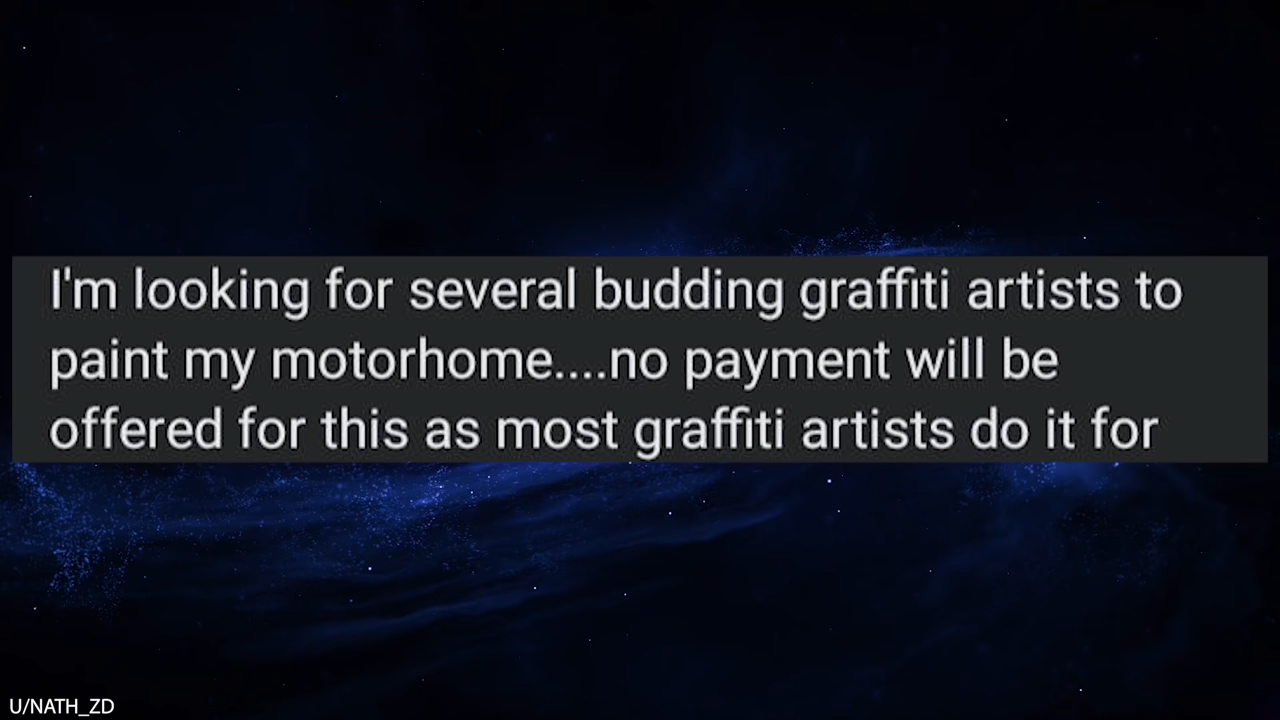 I'm looking for several budding graffiti artists to
paint my motorhome....no payment will be
offered for this as most graffiti artists do it for
U/NATH_ZD